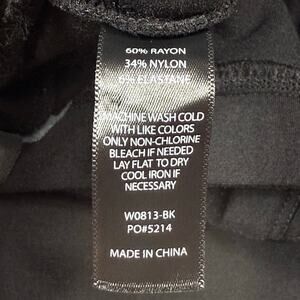 60% RAYON
34% NYLON
6% ELASTANE
MACHINE WASH COLD
WITH LIKE COLORS
ONLY NON-CHLORINE
BLEACH IF NEEDED
LAY FLAT TO DRY
COOL IRON IF
NECESSARY
W0813-BK
PO#5214
MADE IN CHINA